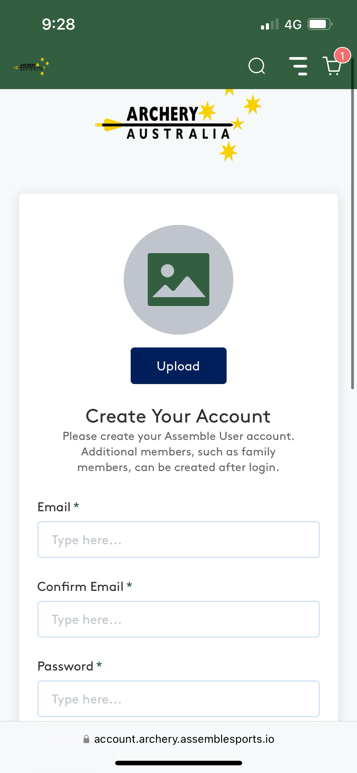 9:28
4G
1
ARCHERY
AUSTRALIA
Upload
Create Your Account
Please create your Assemble User account.
Additional members, such as family
members, can be created after login.
Email *
Type here...
Confirm Email *
Type here...
Password *
Type here...
account.archery.assemblesports.io